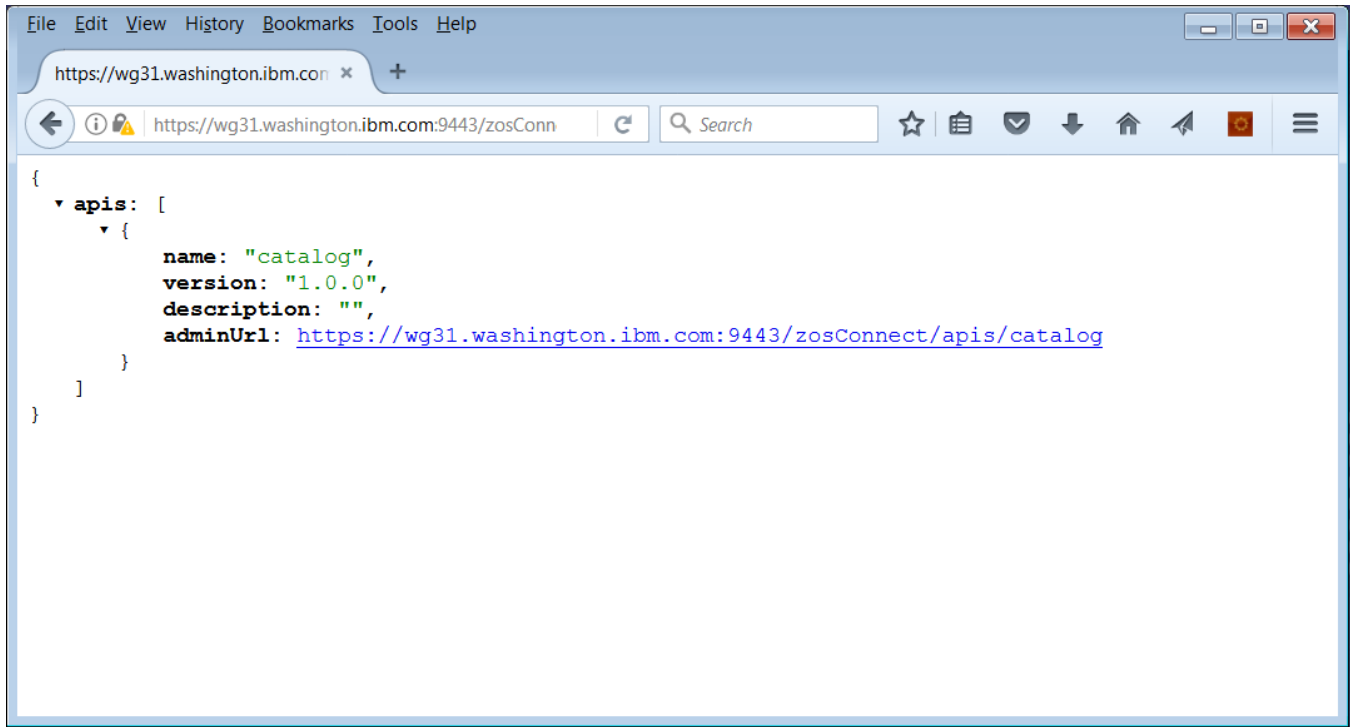 File Edit View History Bookmarks Tools Help
https://wg31.washington.ibm.con
https://wg31.washington.ibm.com:9443/zosConn Search
{
apis: [
{
name: "catalog",
version: "1.0.0",
description: "",
adminUrl: https://wg31.washington.ibm.com:9443/zosConnect/apis/catalog
}
]
}